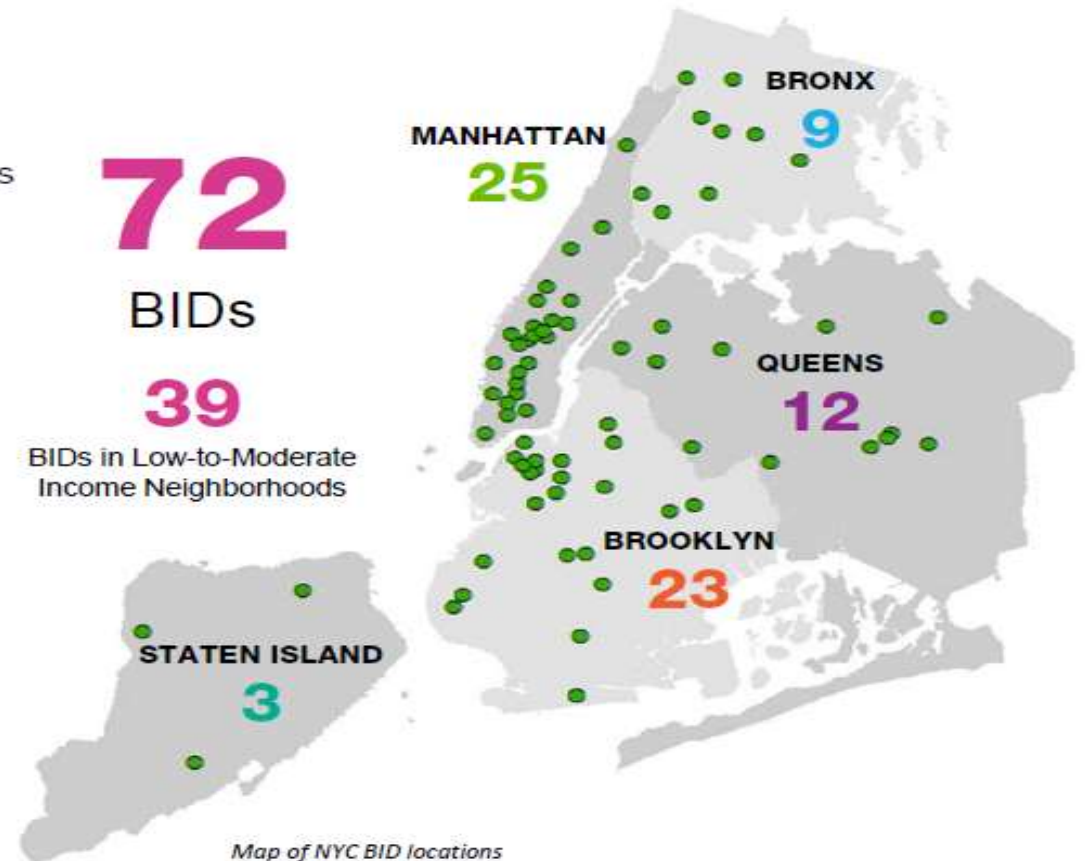 72
BIDs
39
BIDs in Low-to-Moderate
Income Neighborhoods
MANHATTAN
25
BRONX
9
QUEENS
12
BROOKLYN
23
STATEN ISLAND
3
Map of NYC BID locations